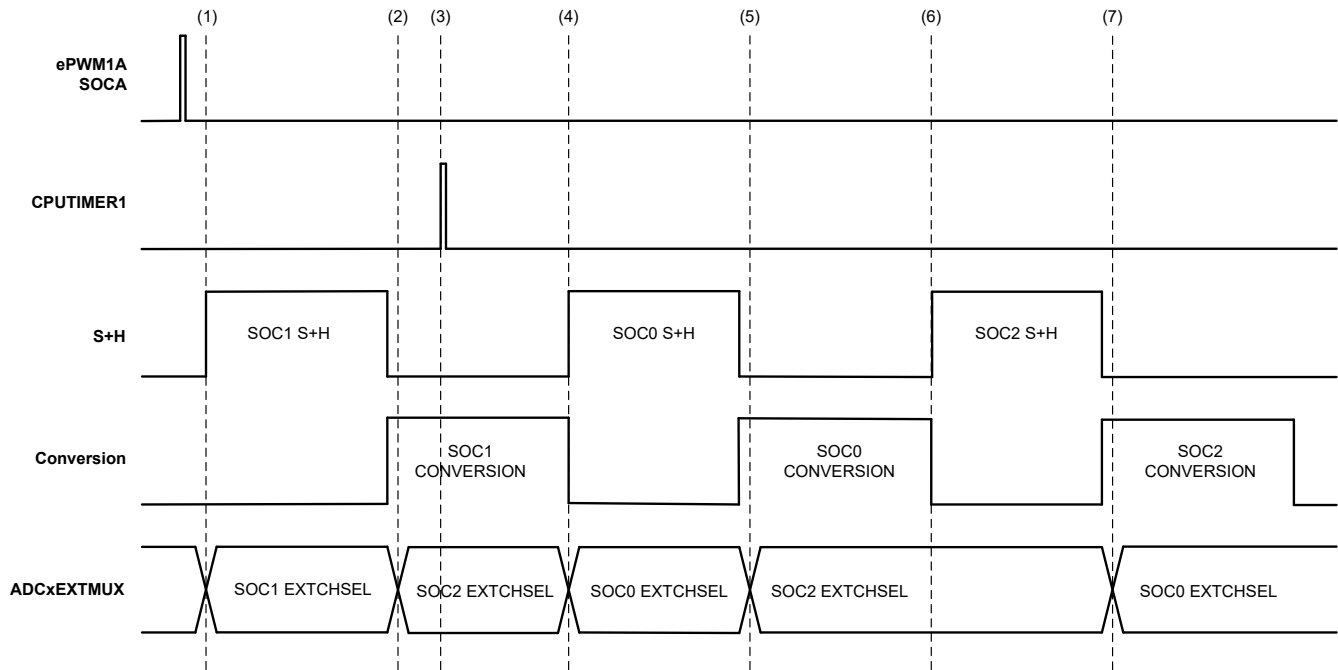 (1) (2) (3) (4) (5) (6) (7)
ePWM1A
SOCA
CPUTIMER1
S+H
SOC1 S+H
SOC0 S+H
SOC2 S+H
Conversion
SOC1
CONVERSION
SOC0
CONVERSION
SOC2
CONVERSION
ADCxEXTMUX
SOC1 EXTCHSEL
SOC2 EXTCHSEL
SOC0 EXTCHSEL
SOC2 EXTCHSEL
SOC0 EXTCHSEL